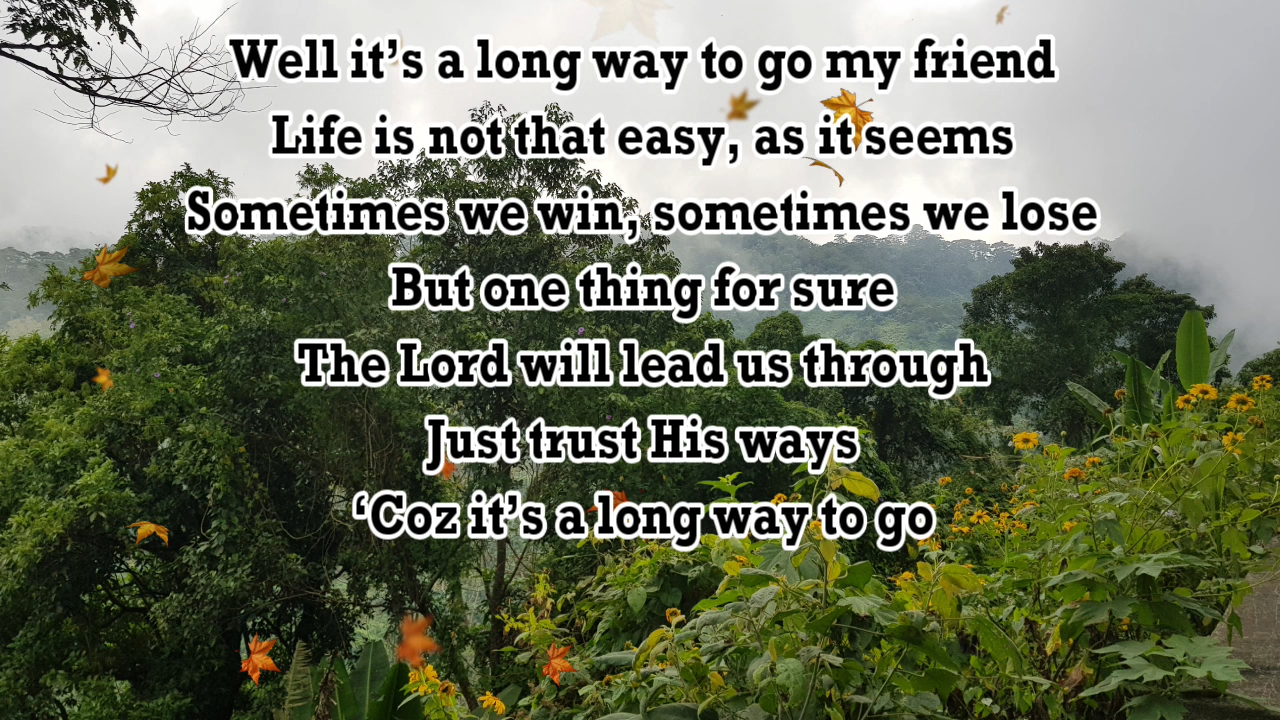 Well it’s a long way to go my friend
Life is not that easy, as it seems
Sometimes we win, sometimes we lose
But one thing for sure
The Lord will lead us through
Just trust His ways
‘Coz it’s a long way to go